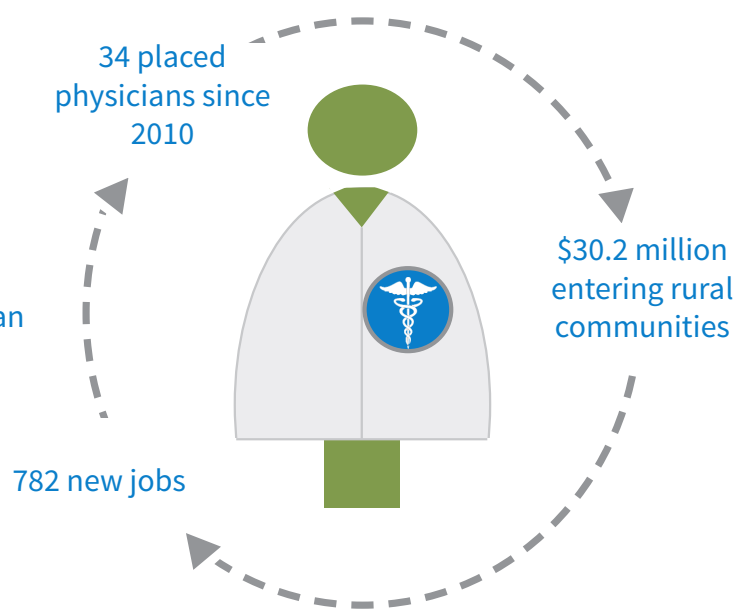 34 placed
physicians since
2010
$30.2 million
entering rural
communities
782 new jobs